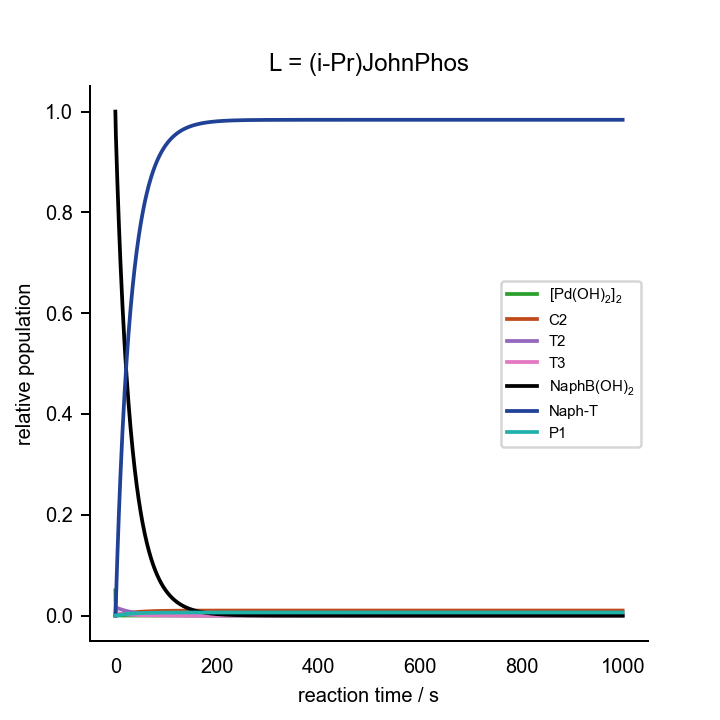 L = (i-Pr)JohnPhos
relative population
1.0
0.8
0.6
0.4
0.2
0.0
[Pd(OH)₂]₂
C2
T2
T3
NaphB(OH)₂
Naph-T
P1
0 200 400 600 800 1000
reaction time / s